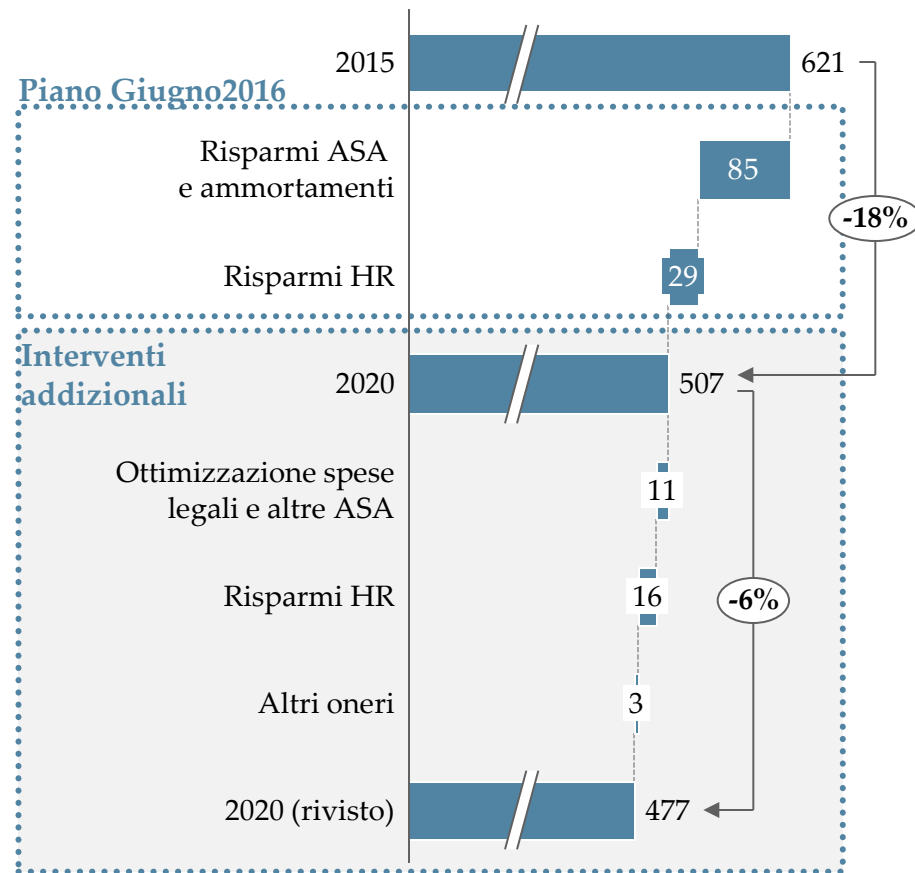 2015
621
Piano Giugno2016
Risparmi ASA
e ammortamenti
85
-18%
Risparmi HR
29
Interventi
addizionali
2020
507
Ottimizzazione spese
legali e altre ASA
11
Risparmi HR
16
-6%
Altri oneri
3
2020 (rivisto)
477